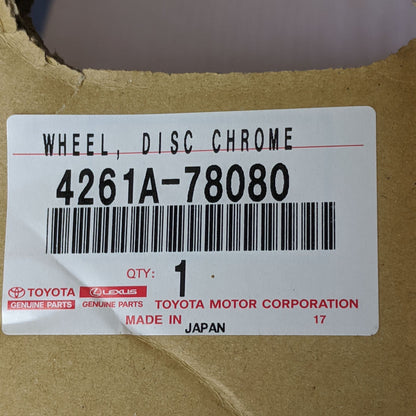 WHEEL, DISC CHROME
4261A-78080
QTY: 1
TOYOTA LEXUS
GENUINE PARTS GENUINE PARTS TOYOTA MOTOR CORPORATION
MADE IN JAPAN 17